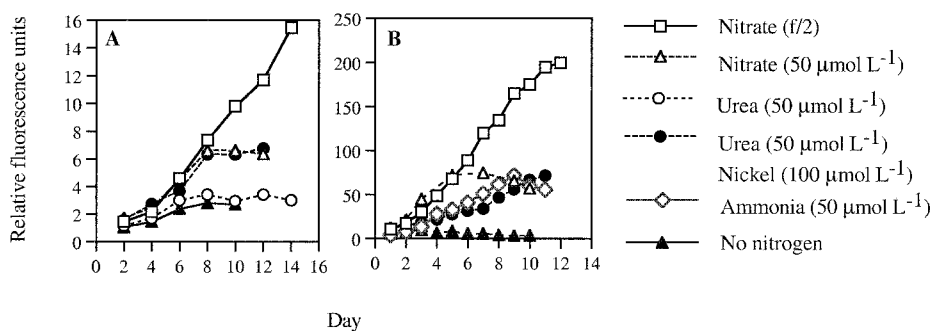 Relative fluorescence units
16
14
12
10
8
6
4
2
0
A
0 2 4 6 8 10 12 14 16
250
200
150
100
50
0
B
0 2 4 6 8 10 12 14
Day
Nitrate (f/2)
Nitrate (50 μmol L-1)
Urea (50 μmol L-1)
Urea (50 μmol L-1)
Nickel (100 μmol L-1)
Ammonia (50 μmol L-1)
No nitrogen